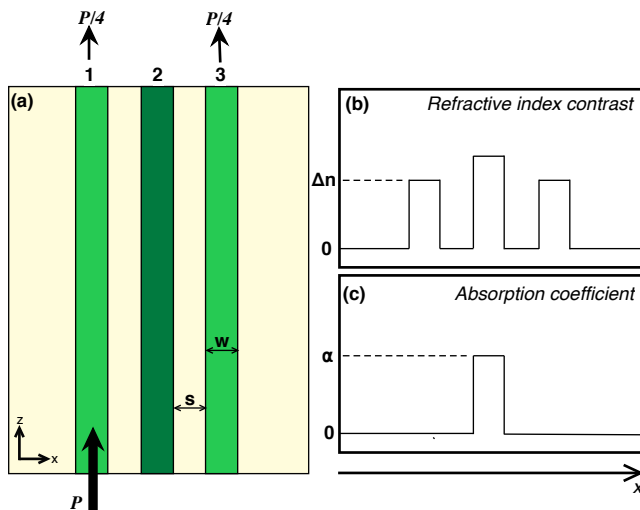 P/4 P/4
1 2 3
(a)
w
s
z
x
P
(b) Refractive index contrast
Δn
0
(c) Absorption coefficient
α
0
x